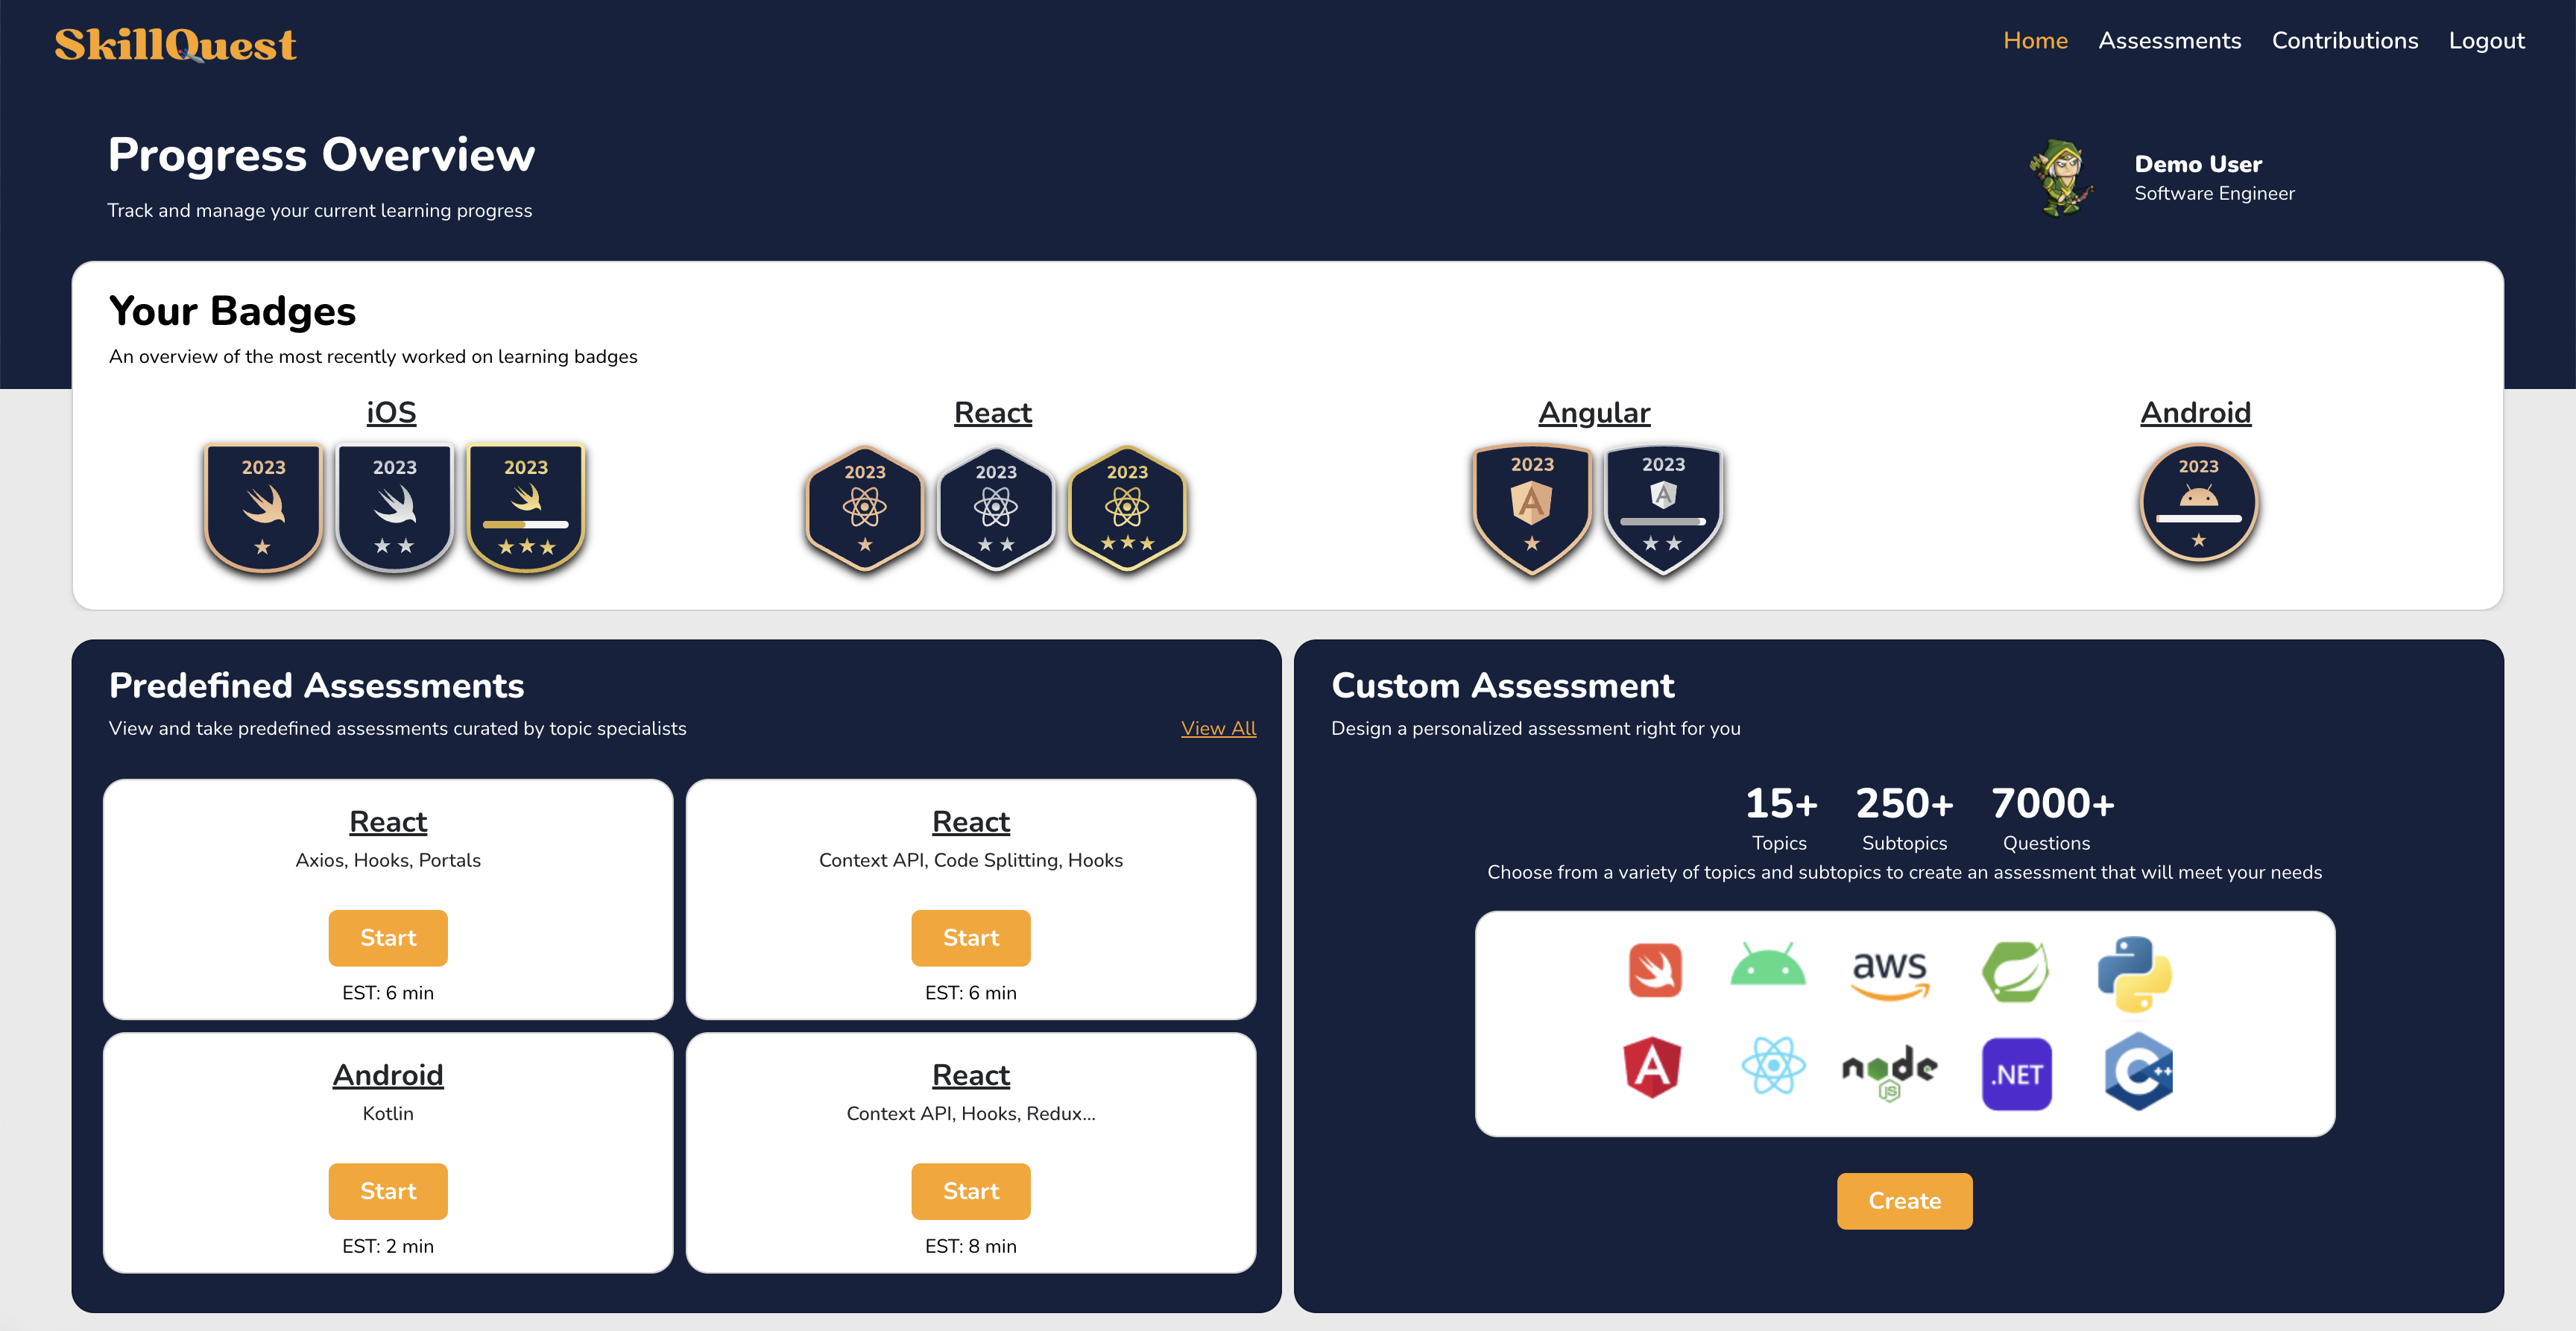 SkillQuest
Home Assessments Contributions Logout
Progress Overview
Track and manage your current learning progress
Demo User
Software Engineer
Your Badges
An overview of the most recently worked on learning badges
iOS
2023
2023
2023
React
2023
2023
2023
Angular
2023
A
2023
A
Android
2023
Predefined Assessments
View and take predefined assessments curated by topic specialists
View All
React
Axios, Hooks, Portals
Start
EST: 6 min
React
Context API, Code Splitting, Hooks
Start
EST: 6 min
Android
Kotlin
Start
EST: 2 min
React
Context API, Hooks, Redux...
Start
EST: 8 min
Custom Assessment
Design a personalized assessment right for you
15+ 250+ 7000+
Topics Subtopics Questions
Choose from a variety of topics and subtopics to create an assessment that will meet your needs
aws
A
node
JS
.NET
C++
Create